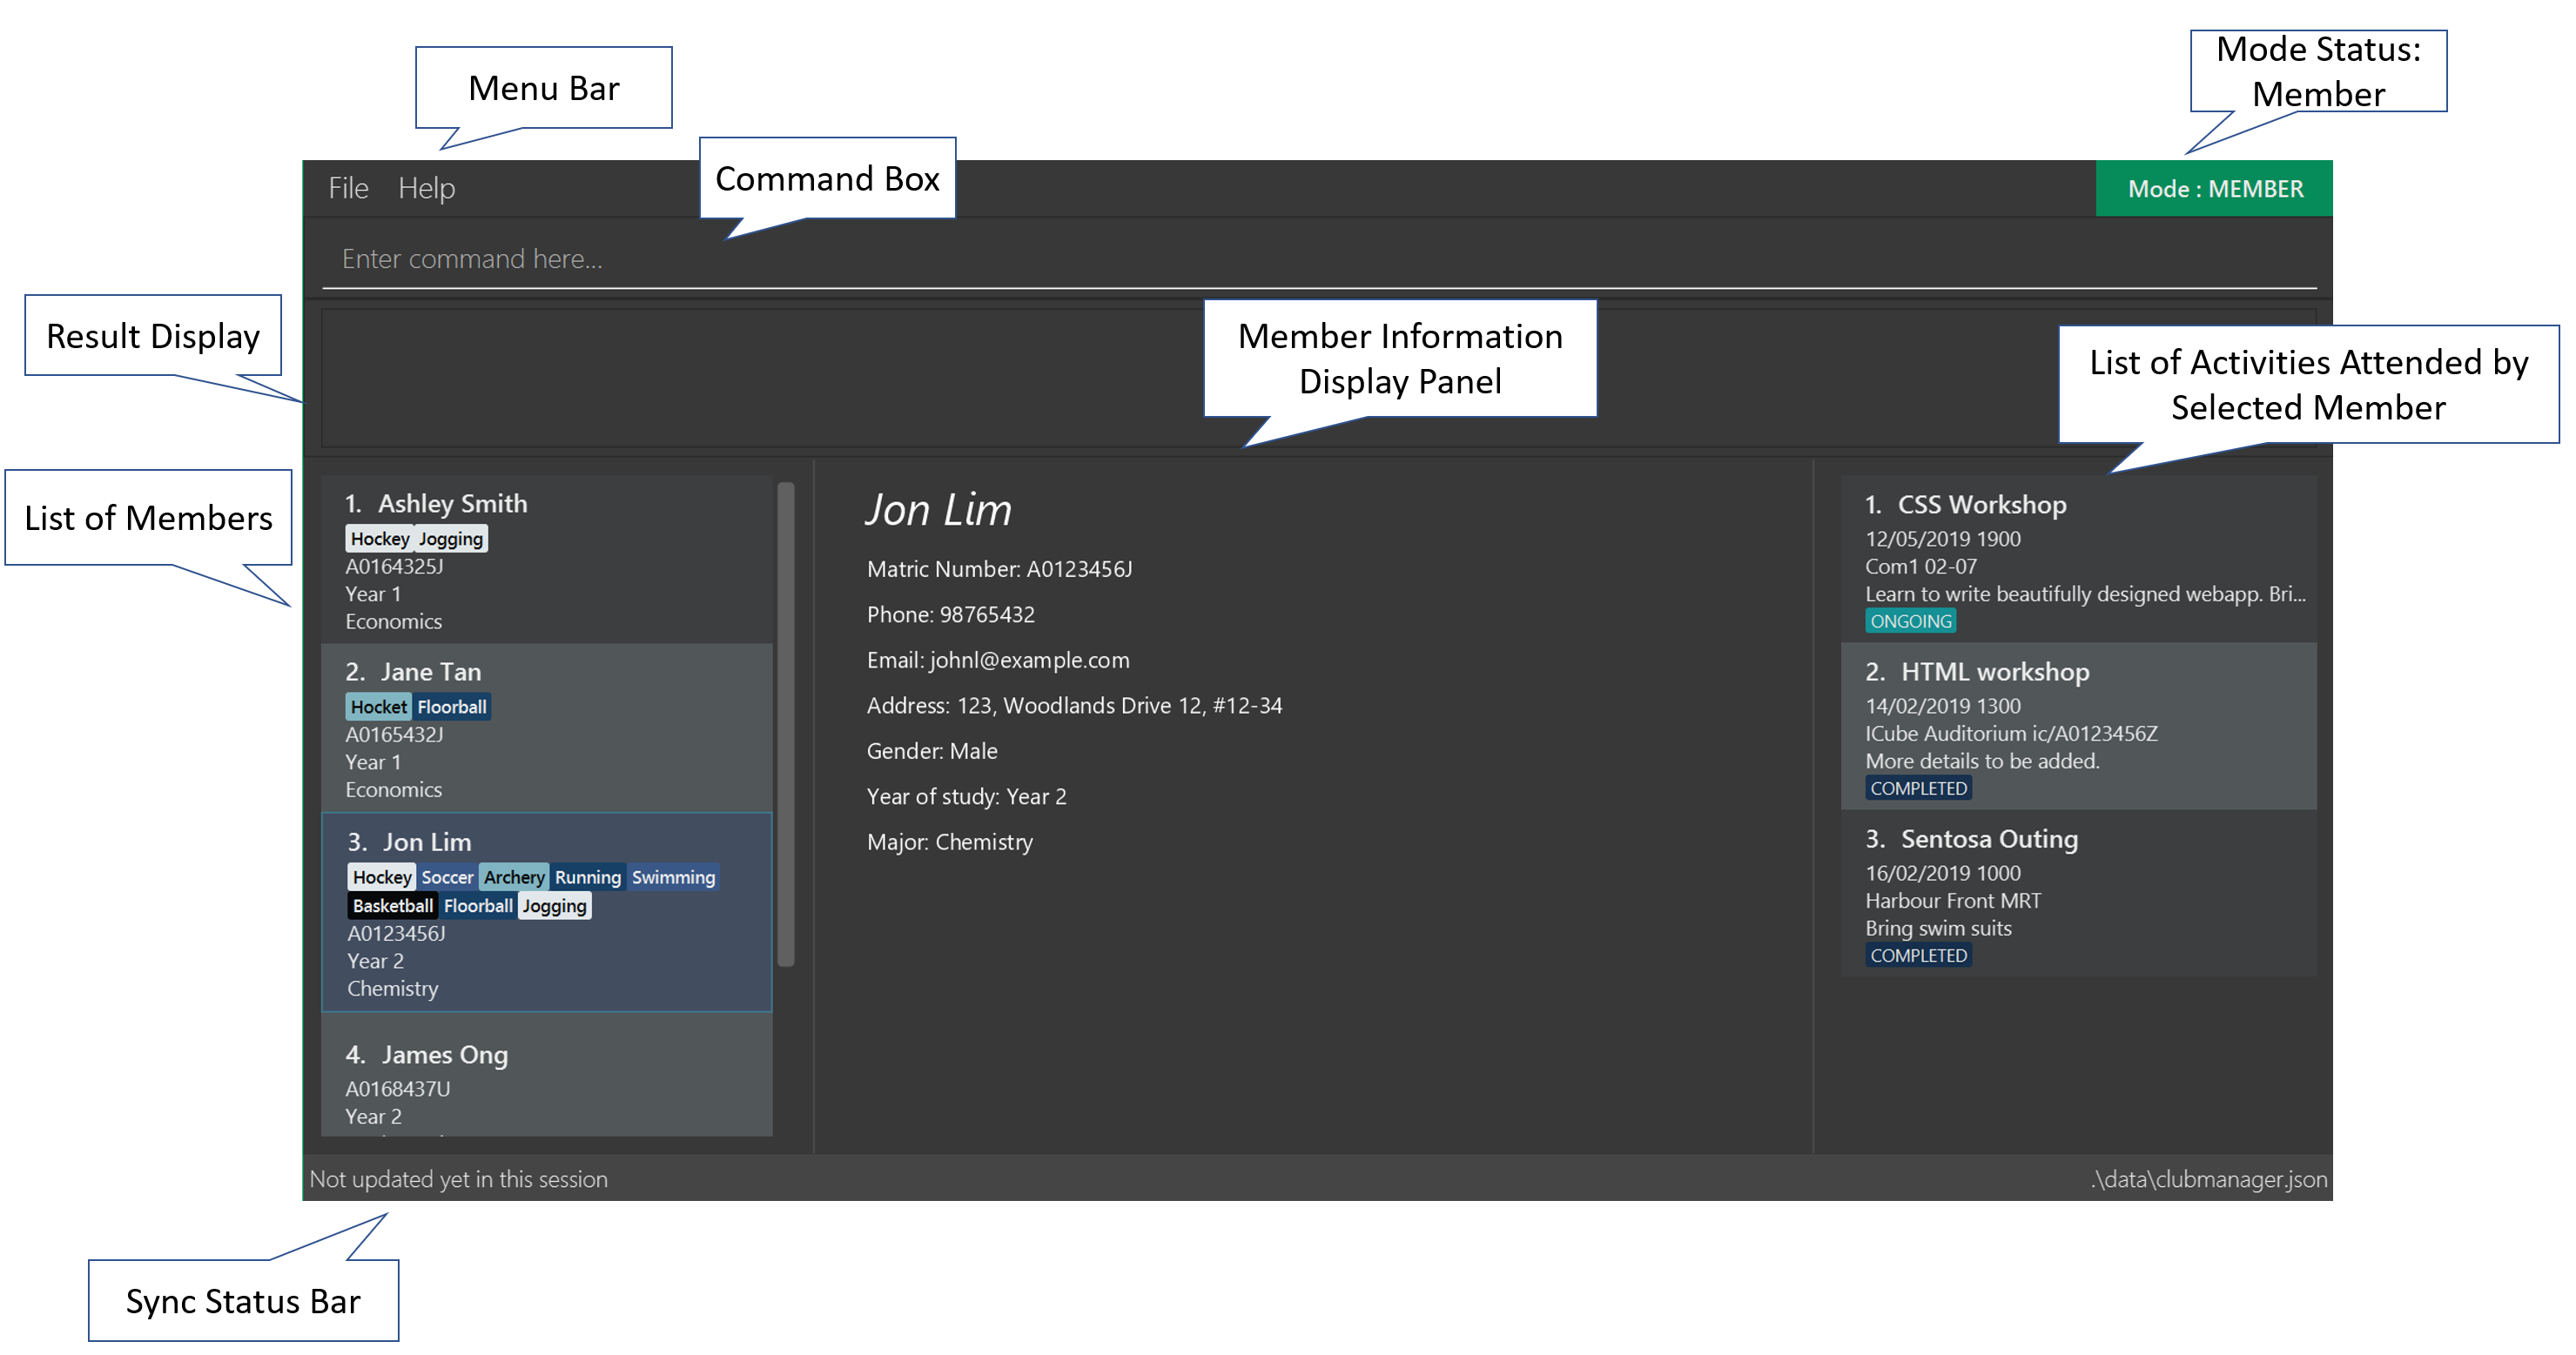 Menu Bar
Mode Status:
Member
Command Box
File Help
Mode : MEMBER
Enter command here...
Result Display
Member Information
Display Panel
List of Activities Attended by
Selected Member
List of Members
1. Ashley Smith
Hockey Jogging
A0164325J
Year 1
Economics
2. Jane Tan
Hocket Floorball
A0165432J
Year 1
Economics
3. Jon Lim
Hockey Soccer Archery Running Swimming
Basketball Floorball Jogging
A0123456J
Year 2
Chemistry
4. James Ong
A0168437U
Year 2
Jon Lim
Matric Number: A0123456J
Phone: 98765432
Email: johnl@example.com
Address: 123, Woodlands Drive 12, #12-34
Gender: Male
Year of study: Year 2
Major: Chemistry
1. CSS Workshop
12/05/2019 1900
Com1 02-07
Learn to write beautifully designed webapp. Bri...
ONGOING
2. HTML workshop
14/02/2019 1300
ICube Auditorium ic/A0123456Z
More details to be added.
COMPLETED
3. Sentosa Outing
16/02/2019 1000
Harbour Front MRT
Bring swim suits
COMPLETED
Not updated yet in this session
.\data\clubmanager.json
Sync Status Bar